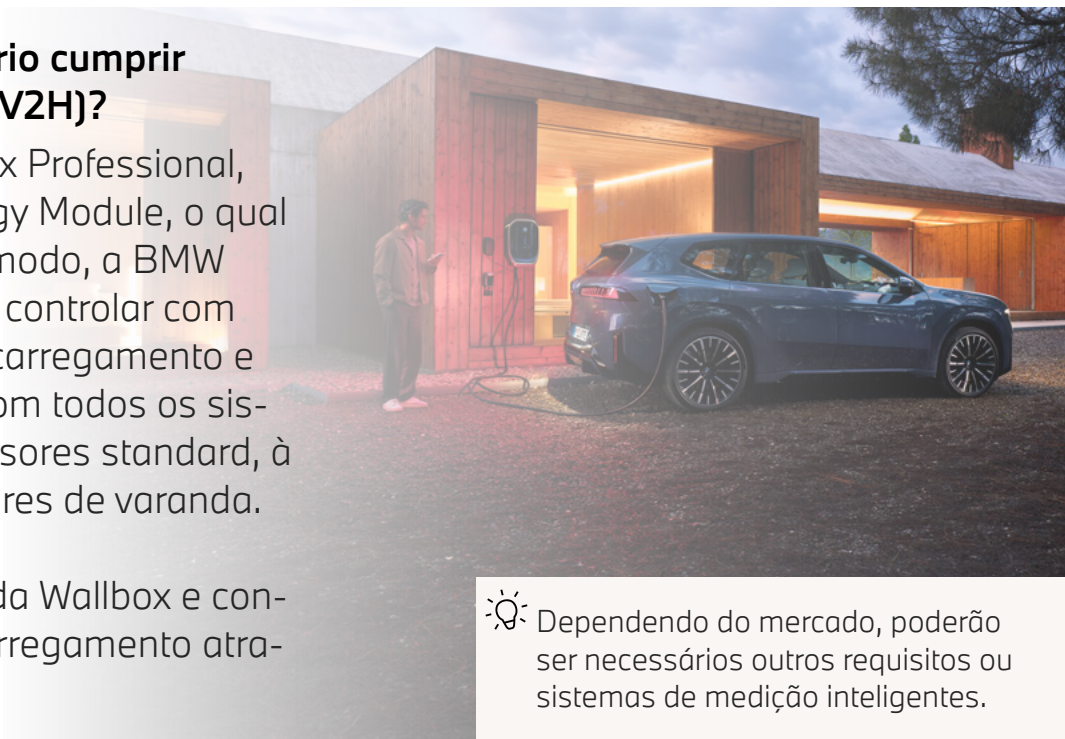 rio cumprir
V2H)?
x Professional,
gy Module, o qual
modo, a BMW
controlar com
carregamento e
om todos os sis-
sores standard, à
res de varanda.
da Wallbox e con-
rregamento atra-
Dependendo do mercado, poderão
ser necessários outros requisitos ou
sistemas de medição inteligentes.